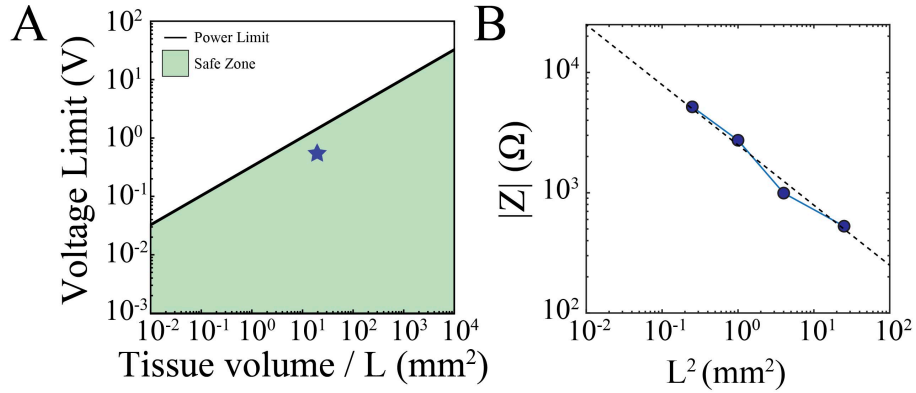 A
Voltage Limit (V)
10²
10¹
10⁰
10⁻¹
10⁻²
10⁻³
Power Limit
Safe Zone
10⁻² 10⁻¹ 10⁰ 10¹ 10² 10³ 10⁴
Tissue volume / L (mm²)
B
|Z| (Ω)
10⁴
10³
10²
10⁻² 10⁻¹ 10⁰ 10¹ 10²
L² (mm²)